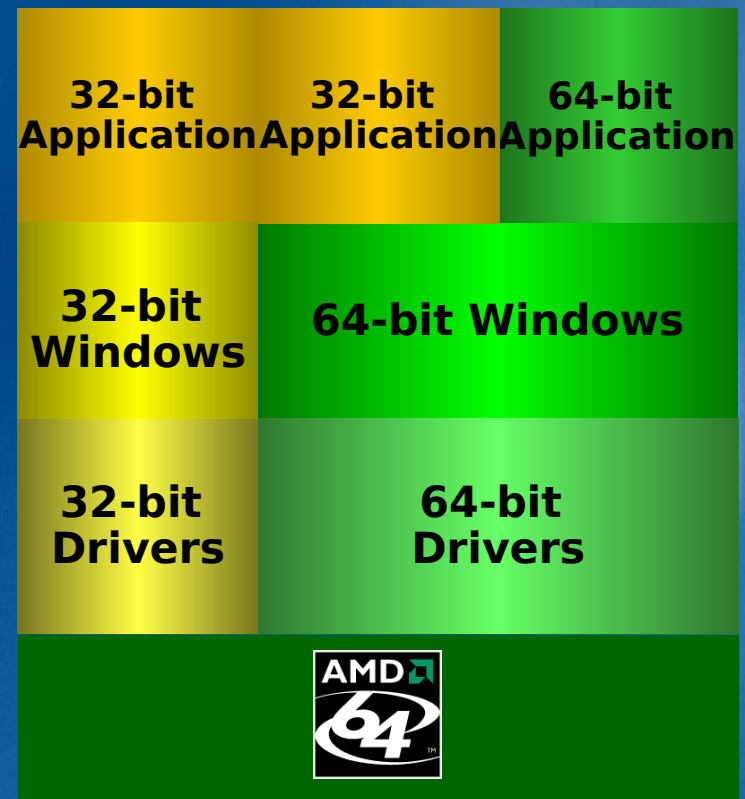 32-bit
Application
32-bit
Application
64-bit
Application
32-bit
Windows
64-bit Windows
32-bit
Drivers
64-bit
Drivers
AMD
64
TM